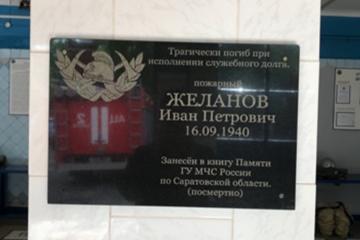 Трагически погиб при
исполнении служебного долга.
пожарный
ЖЕЛАНОВ
Иван Петрович
16.09.1940
Занесён в книгу Памяти
ГУ МЧС России
по Саратовской области.
(посмертно)